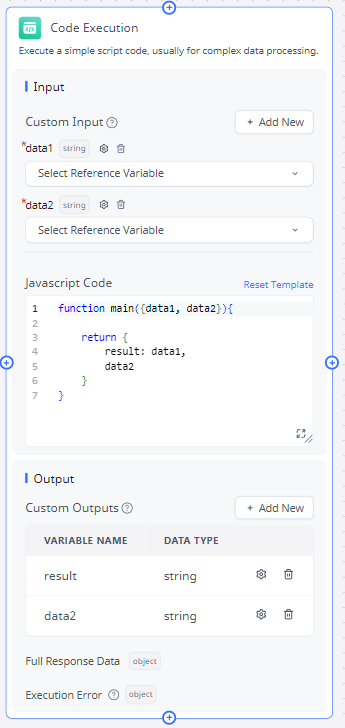 Code Execution
Execute a simple script code, usually for complex data processing.
Input
Custom Input ?
+ Add New
*data1 string
Select Reference Variable
*data2 string
Select Reference Variable
Javascript Code Reset Template
1 function main({data1, data2}){
2
3 return {
4 result: data1,
5 data2
6 }
7 }
Output
Custom Outputs ?
+ Add New
VARIABLE NAME DATA TYPE
result string
data2 string
Full Response Data object
Execution Error ? object